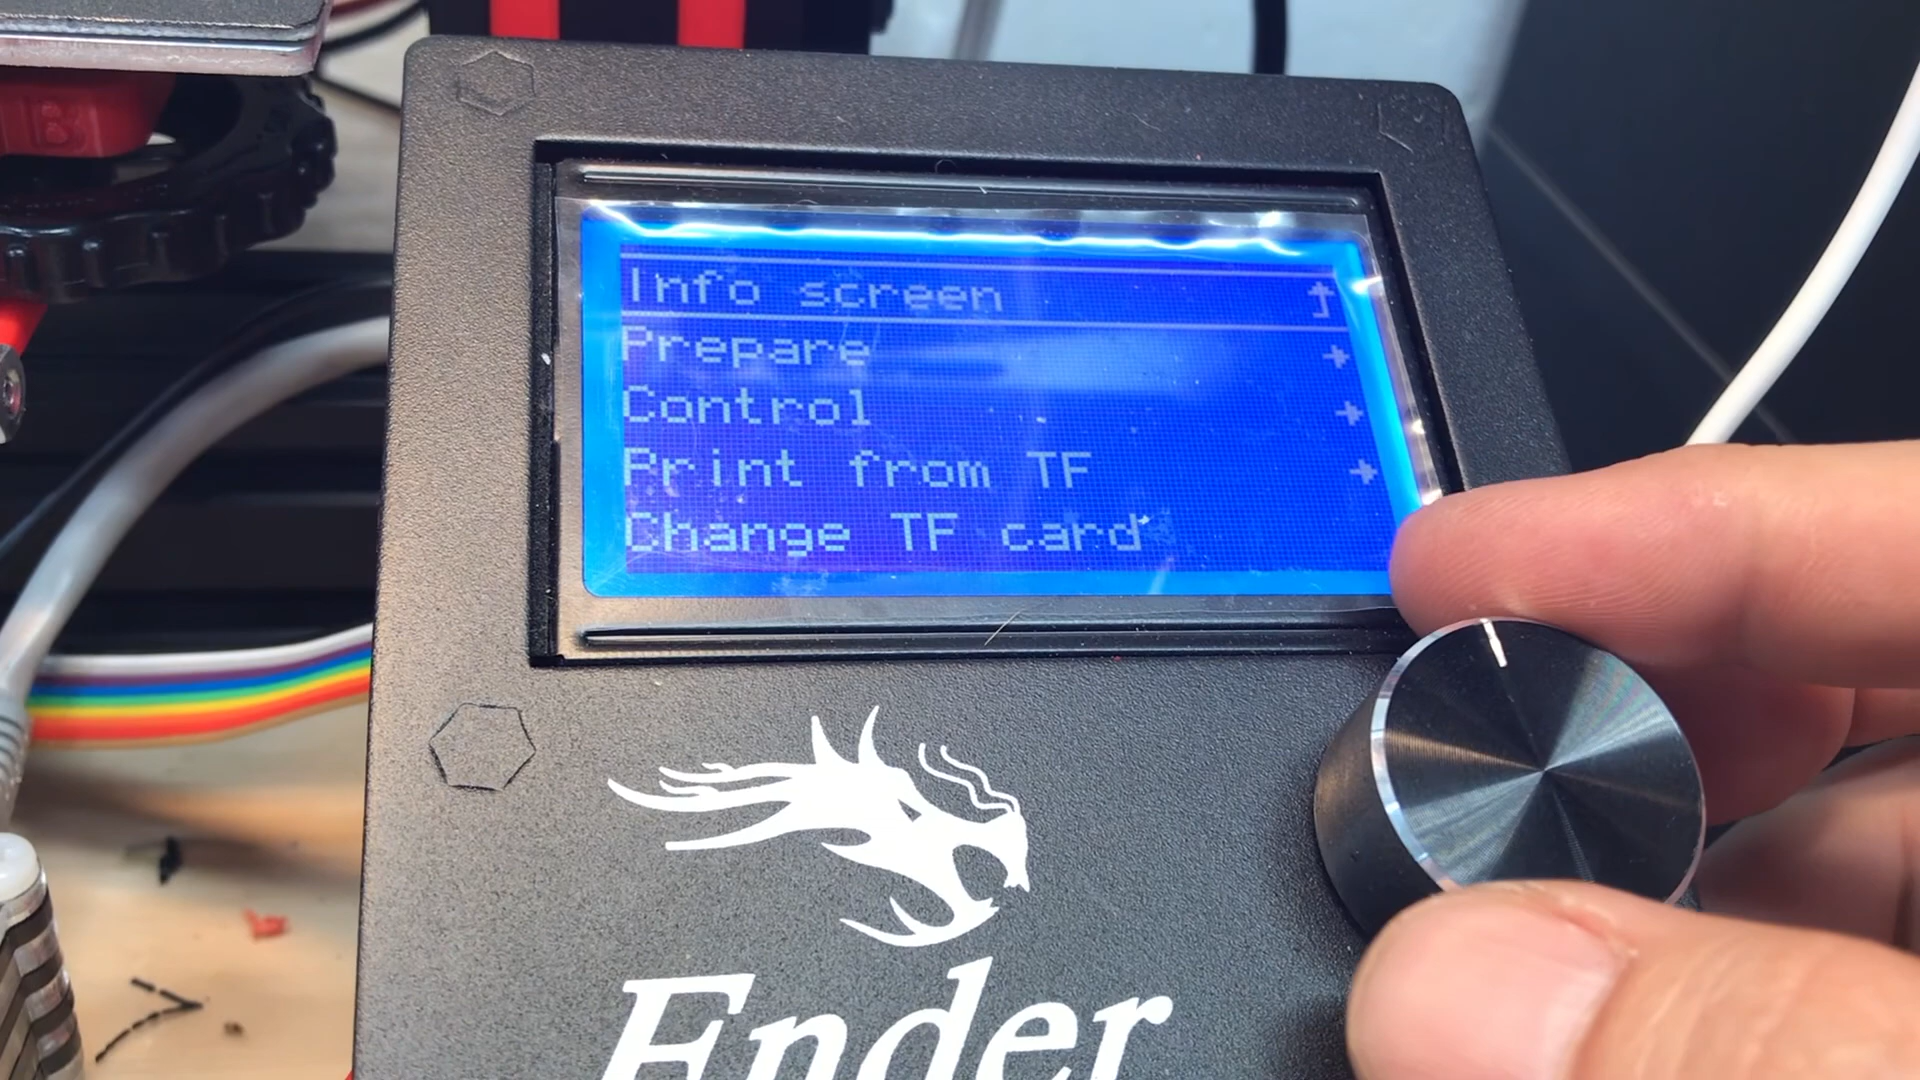 Info screen
Prepare
Control
Print from TF
Change TF card
Ender